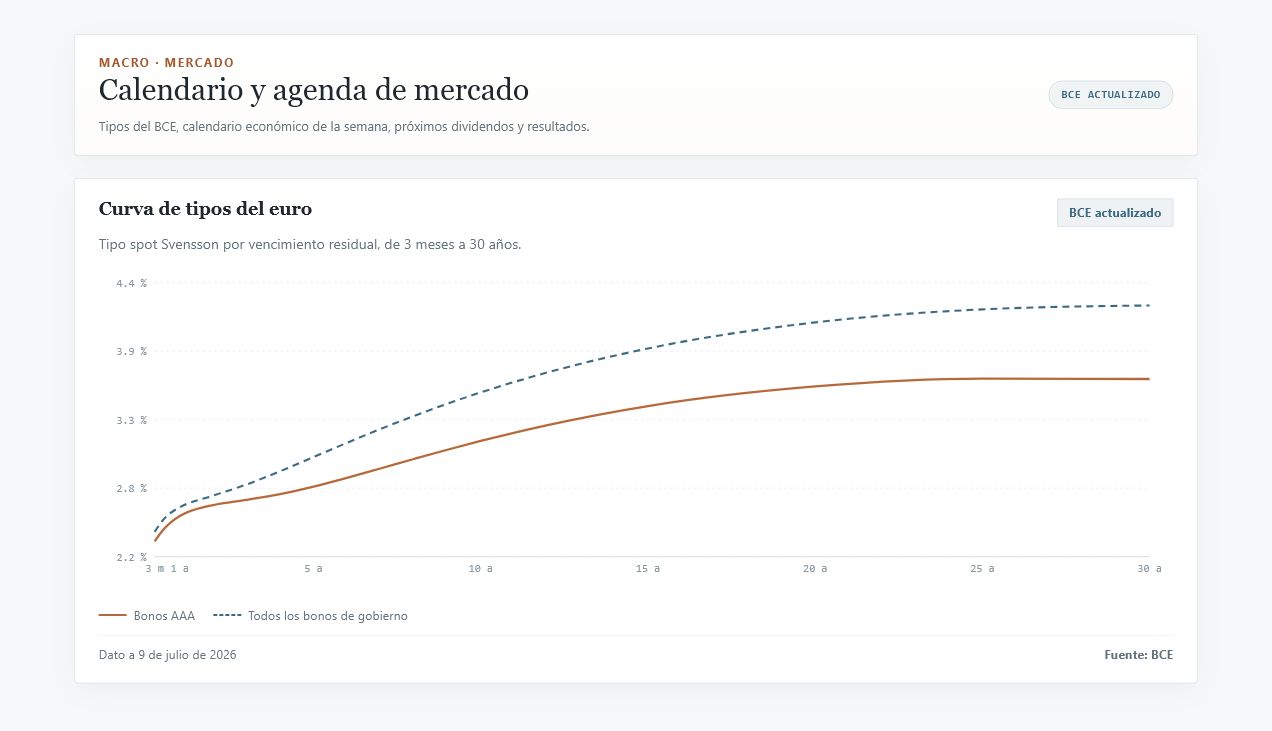 MACRO · MERCADO
Calendario y agenda de mercado
BCE ACTUALIZADO
Tipos del BCE, calendario económico de la semana, próximos dividendos y resultados.
Curva de tipos del euro
BCE actualizado
Tipo spot Svensson por vencimiento residual, de 3 meses a 30 años.
4.4 %
3.9 %
3.3 %
2.8 %
2.2 %
3 m 1 a 5 a 10 a 15 a 20 a 25 a 30 a
Bonos AAA Todos los bonos de gobierno
Dato a 9 de julio de 2026 Fuente: BCE